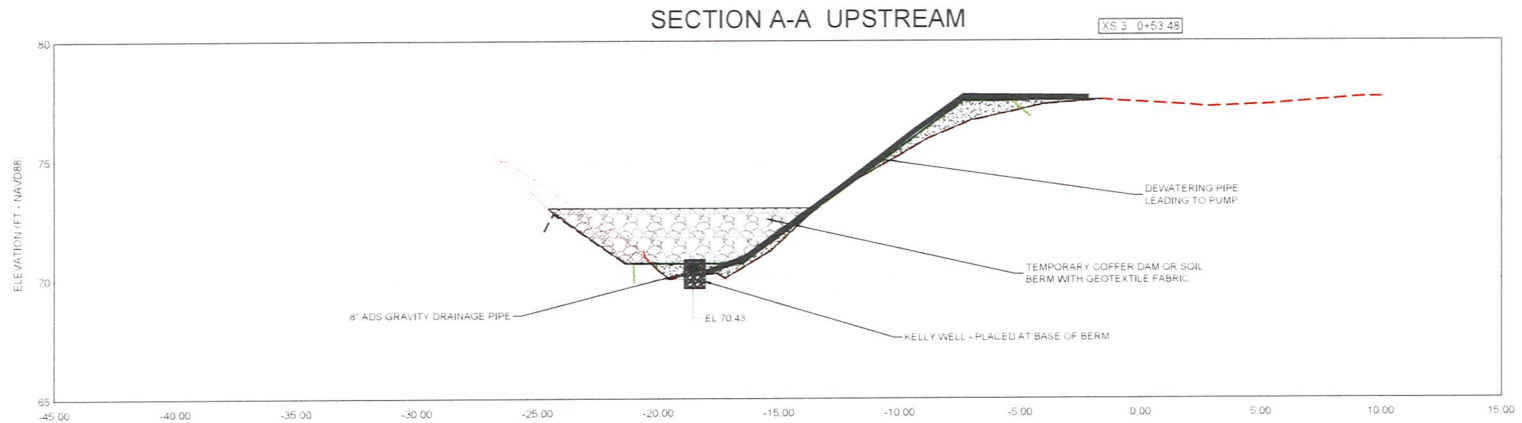 SECTION A-A UPSTREAM
XS 3 0+53.48
80
75
70
65
ELEVATION (FT - NAVD88)
DEWATERING PIPE
LEADING TO PUMP
TEMPORARY COFFER DAM OR SOIL
BERM WITH GEOTEXTILE FABRIC
8" ADS GRAVITY DRAINAGE PIPE
EL 70.43
KELLY WELL - PLACED AT BASE OF BERM
-45.00 -40.00 -35.00 -30.00 -25.00 -20.00 -15.00 -10.00 -5.00 0.00 5.00 10.00 15.00